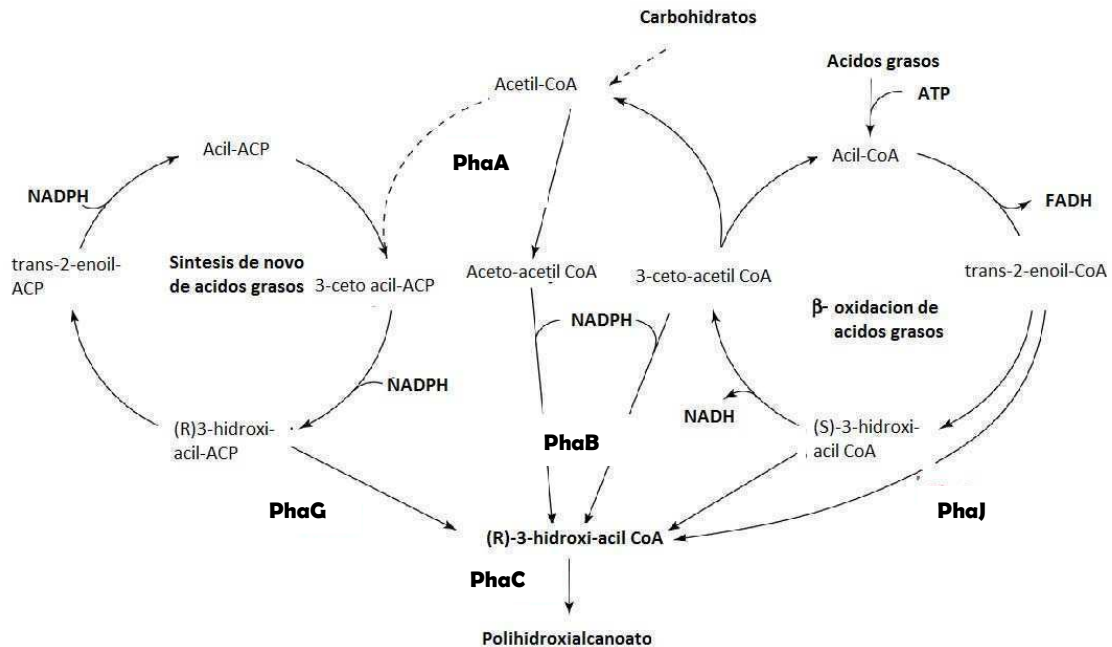 Carbohidratos
Acidos grasos
Acetil-CoA
ATP
Acil-ACP
PhaA
Acil-CoA
NADPH
FADH
trans-2-enoil-
ACP
Sintesis de novo
de acidos grasos
3-ceto acil-ACP
Aceto-acetil CoA
3-ceto-acetil CoA
trans-2-enoil-CoA
β- oxidacion de
acidos grasos
NADPH
NADPH
NADH
(R)3-hidroxi-
acil-ACP
PhaB
(S)-3-hidroxi-
acil CoA
PhaG
PhaJ
(R)-3-hidroxi-acil CoA
PhaC
Polihidroxialcanoato